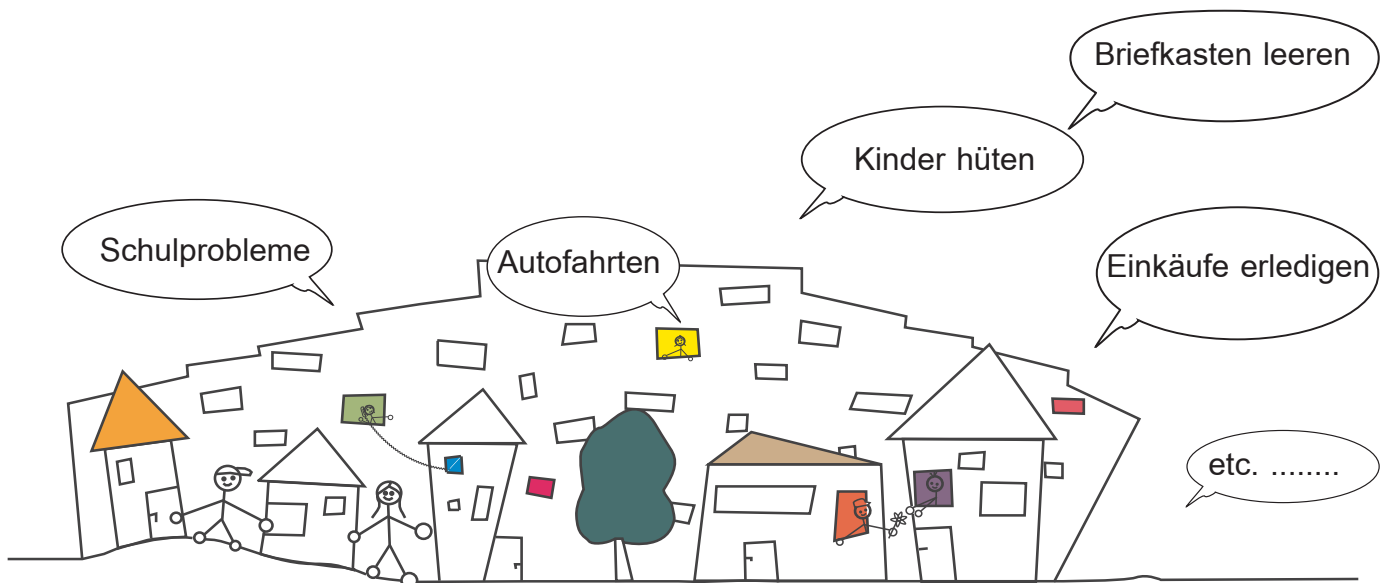 Briefkasten leeren
Kinder hüten
Schulprobleme
Autofahrten
Einkäufe erledigen
etc. ........